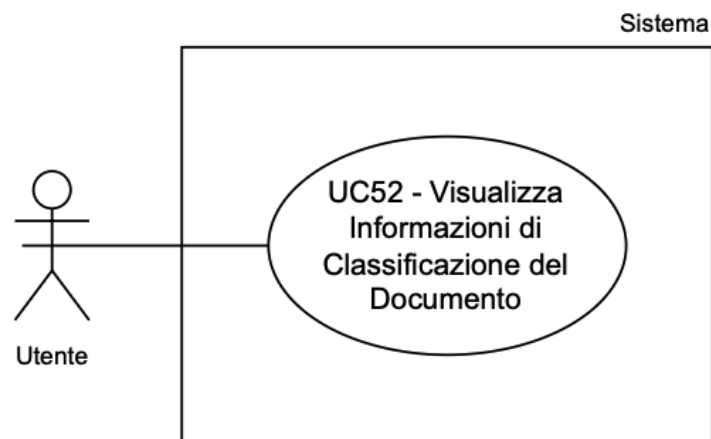 Sistema
UC52 - Visualizza
Informazioni di
Classificazione del
Documento
Utente